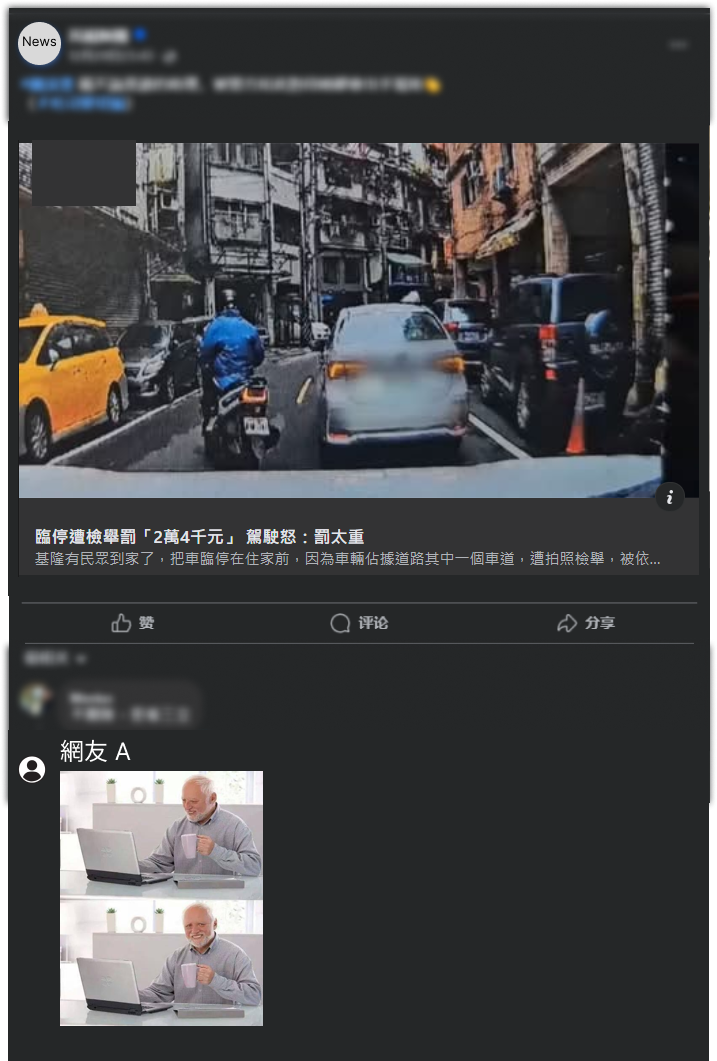 News
臨停遭檢舉罰「2萬4千元」 駕駛怒：罰太重
基隆有民眾到家了，把車臨停在住家前，因為車輛佔據道路其中一個車道，遭拍照檢舉，被依...
赞
评论
分享
網友 A